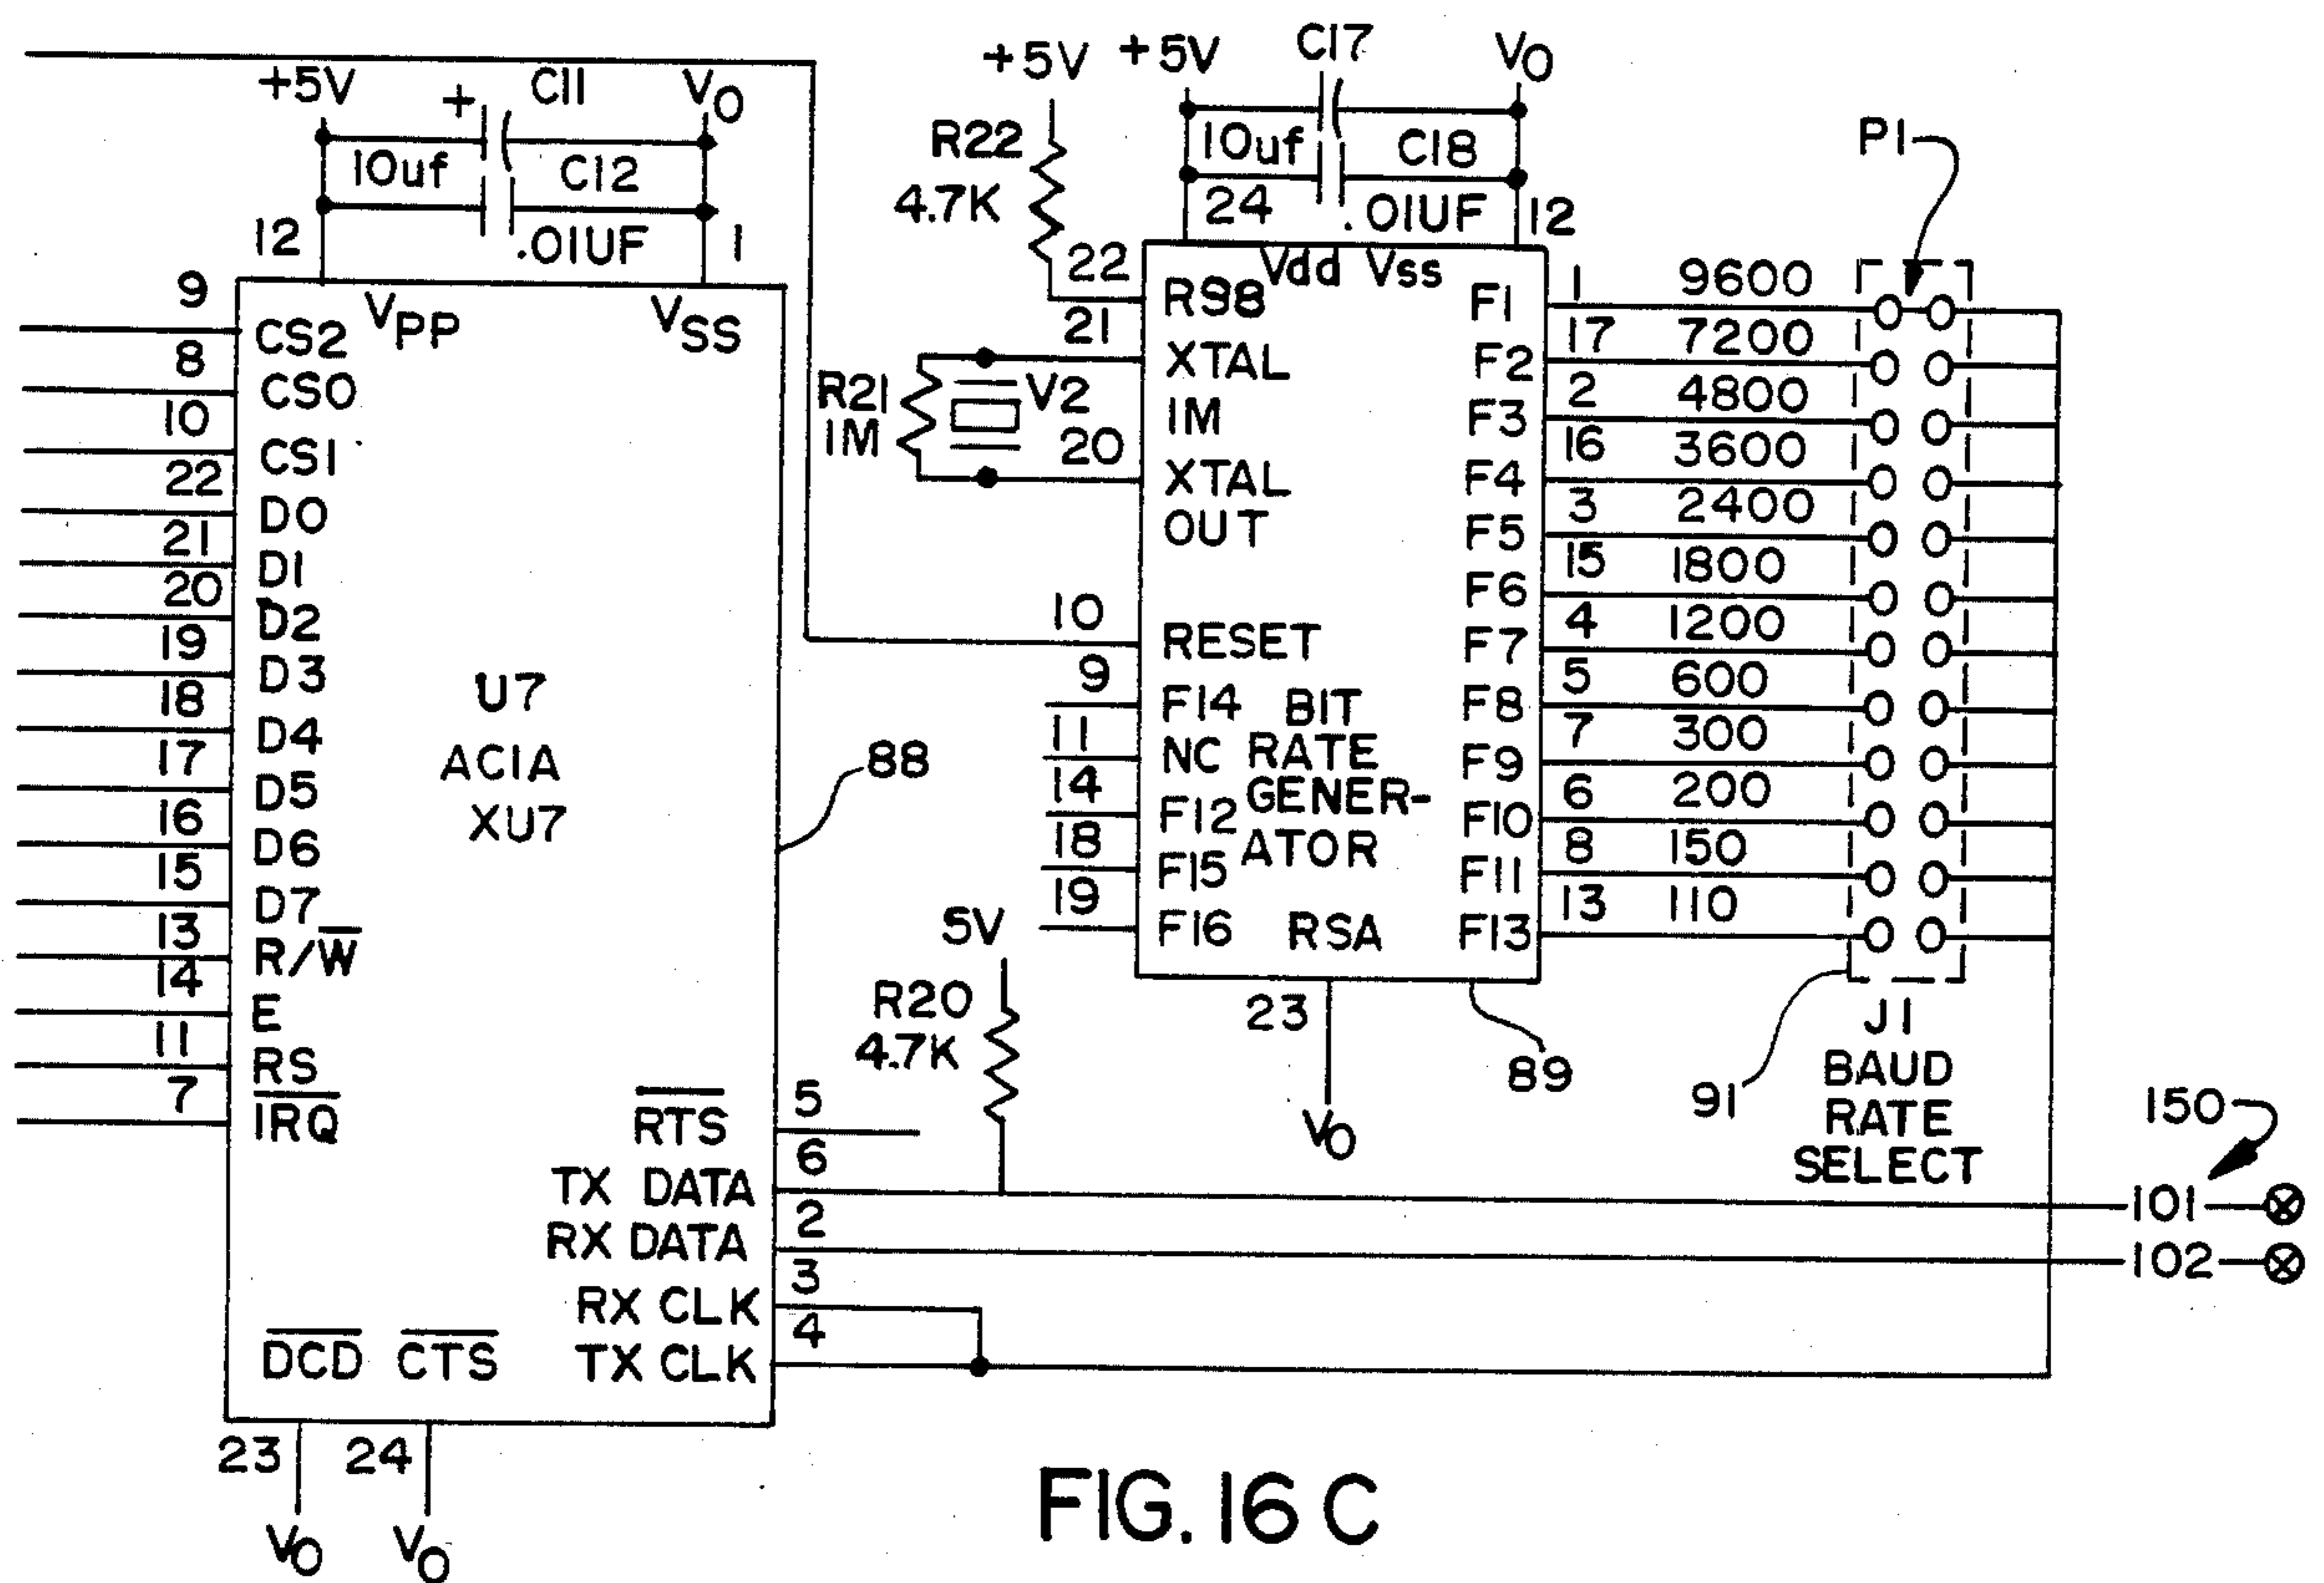 +5V
C11
VO
+
10uf
C12
12
.01UF
1
VPP
VSS
9
CS2
8
CS0
10
CS1
22
D0
21
D1
20
D2
19
D3
18
D4
17
D5
16
D6
15
D7
13
R/W
14
E
11
RS
7
IRQ
U7
ACIA
XU7
88
5
RTS
6
TX DATA
2
RX DATA
3
RX CLK
4
TX CLK
DCD CTS
23 24
VO VO
+5V
R22
4.7K
+5V
C17
VO
10uf
C18
24
.01UF
12
Vdd Vss
22
RS8
21
XTAL
IM
R21
1M
V2
20
XTAL
OUT
10
RESET
9
F14
11
NC
14
F12
18
F15
19
F16
BIT
RATE
GENER-
ATOR
RSA
23
VO
89
5V
R20
4.7K
F1 1 9600
F2 17 7200
F3 2 4800
F4 16 3600
F5 3 2400
F6 15 1800
F7 4 1200
F8 5 600
F9 7 300
F10 6 200
F11 8 150
F13 13 110
P1
91
J1
BAUD
RATE
SELECT
150
101
102
FIG. 16 C